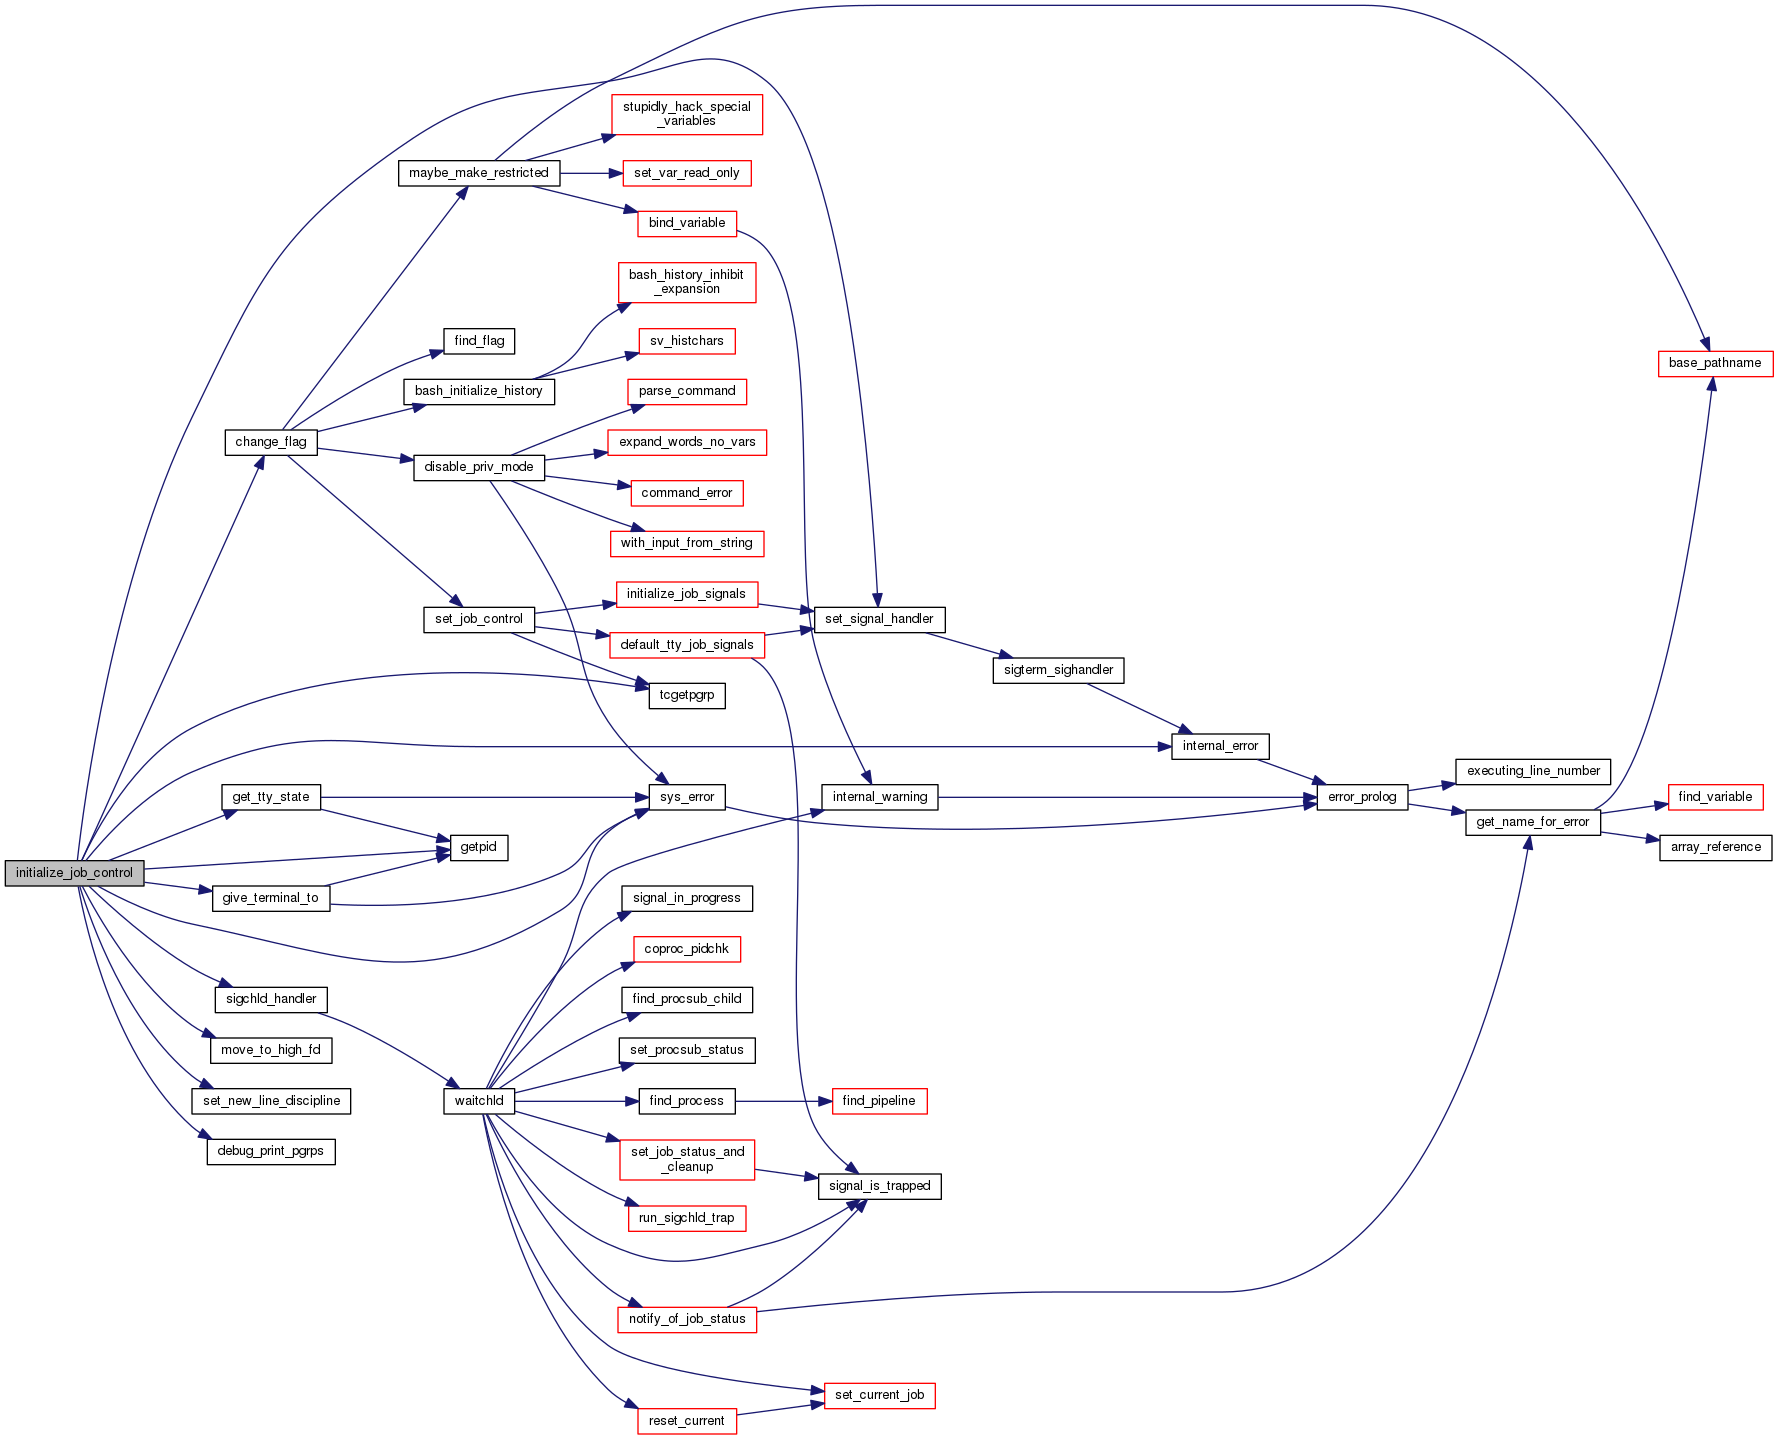 stupidly_hack_special
_variables
maybe_make_restricted
set_var_read_only
bind_variable
bash_history_inhibit
_expansion
find_flag
sv_histchars
base_pathname
bash_initialize_history
parse_command
change_flag
expand_words_no_vars
disable_priv_mode
command_error
with_input_from_string
initialize_job_signals
set_job_control
set_signal_handler
default_tty_job_signals
sigterm_sighandler
tcgetpgrp
internal_error
executing_line_number
get_tty_state
sys_error
internal_warning
error_prolog
find_variable
get_name_for_error
getpid
array_reference
initialize_job_control
give_terminal_to
signal_in_progress
coproc_pidchk
sigchld_handler
find_procsub_child
move_to_high_fd
set_procsub_status
set_new_line_discipline
waitchld
find_process
find_pipeline
debug_print_pgrps
set_job_status_and
_cleanup
signal_is_trapped
run_sigchld_trap
notify_of_job_status
set_current_job
reset_current